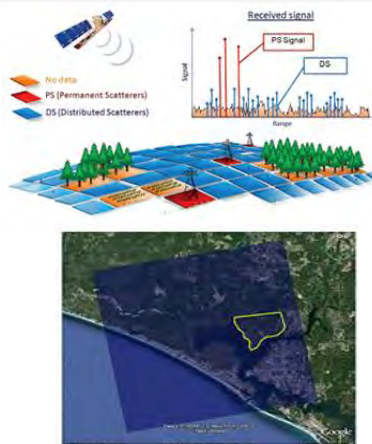 Received signal
PS Signal
DS
Signal
Range
No data
PS (Permanent Scatterers)
DS (Distributed Scatterers)
Google